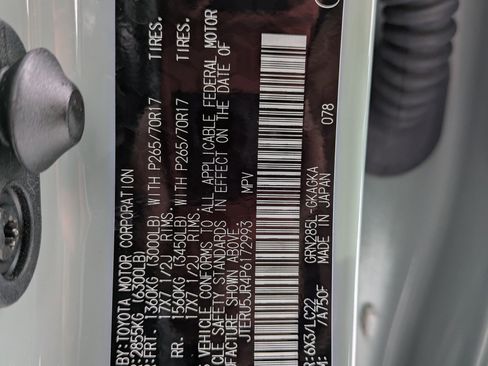 BY: TOYOTA MOTOR CORPORATION
: 2855KG (6300LB)
: FRT. 1360KG (3000LB) WITH P265/70R17 TIRES.
17X7 1/2J RIMS.
RR. 1560KG (3450LB) WITH P265/70R17 TIRES.
17X7 1/2J RIMS.
S VEHICLE CONFORMS TO ALL APPLICABLE FEDERAL MOTOR
LE SAFETY STANDARDS IN EFFECT ON THE DATE OF
FACTURE SHOWN ABOVE.
JTERU5JR4P6172993 MPV
078
R: 6X3/LC22 GRN285L-GKAGKA
/A750F MADE IN JAPAN